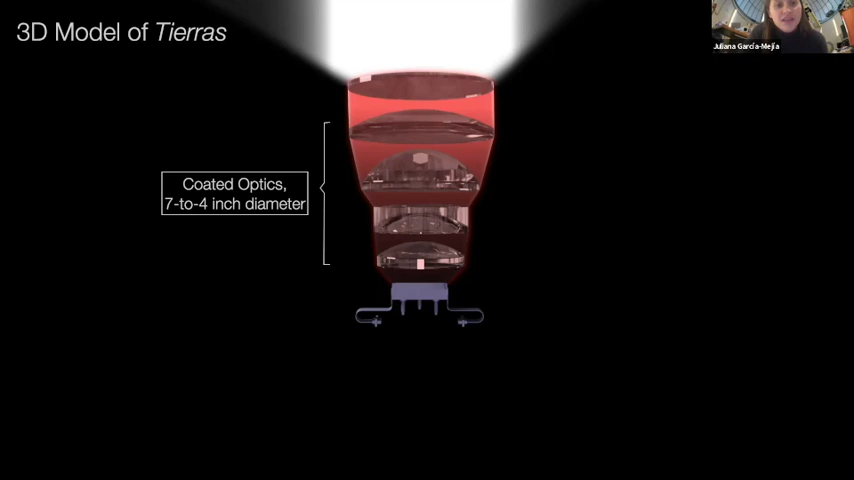 3D Model of Tierras
Juliana García-Mejía
Coated Optics,
7-to-4 inch diameter